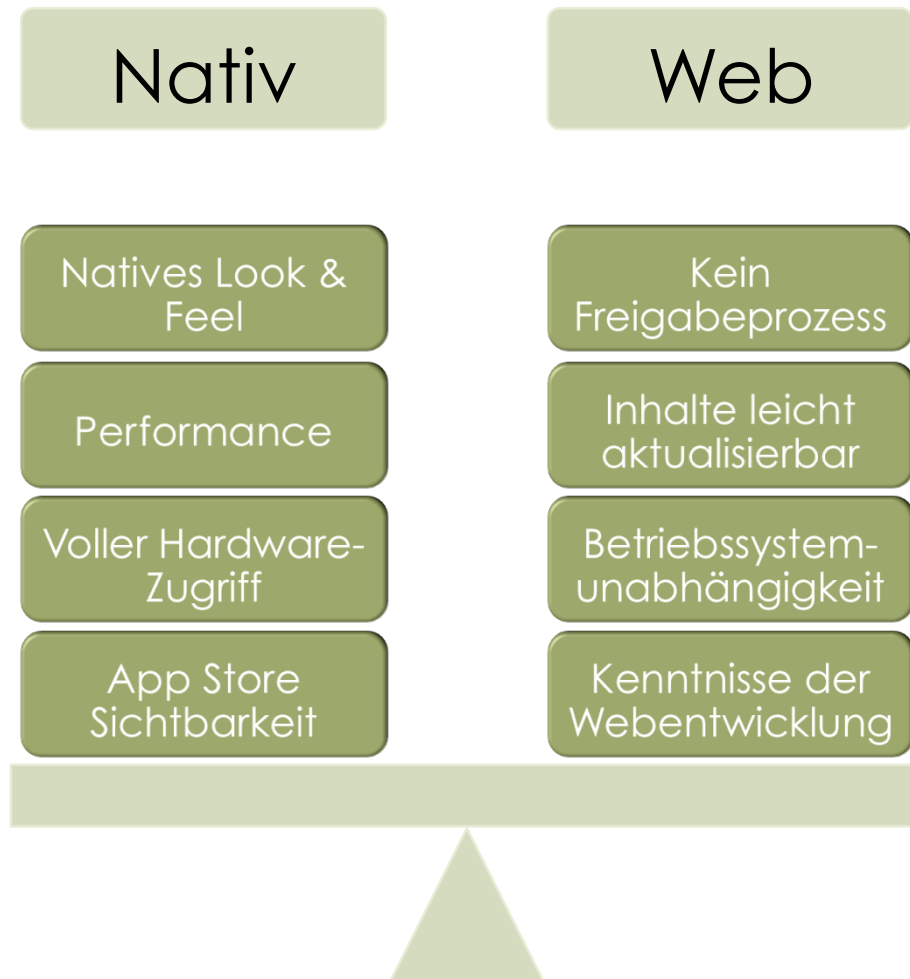 Nativ
Web
Natives Look &
Feel
Performance
Voller Hardware-
Zugriff
App Store
Sichtbarkeit
Kein
Freigabeprozess
Inhalte leicht
aktualisierbar
Betriebssystem-
unabhängigkeit
Kenntnisse der
Webentwicklung